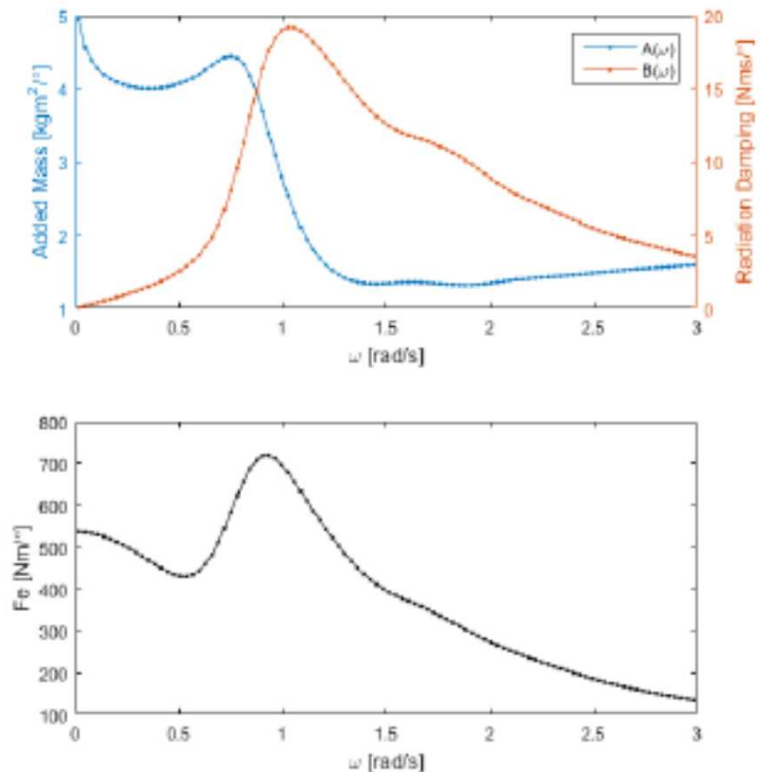 5
4
3
2
1
Added Mass [kgm²/°]
20
15
10
5
0
Radiation Damping [Nms/°]
A(ω)
B(ω)
0 0.5 1 1.5 2 2.5 3
ω [rad/s]
800
700
600
500
400
300
200
100
Fe [Nm/°]
0 0.5 1 1.5 2 2.5 3
ω [rad/s]